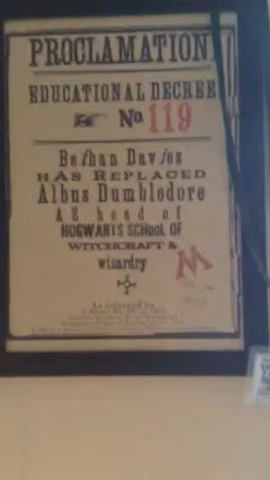 PROCLAMATION
EDUCATIONAL DECREE
No 119
Bethan Davies
HAS REPLACED
Albus Dumbledore
AS head of
HOGWARTS SCHOOL OF
WITCHCRAFT &
wizardry
M